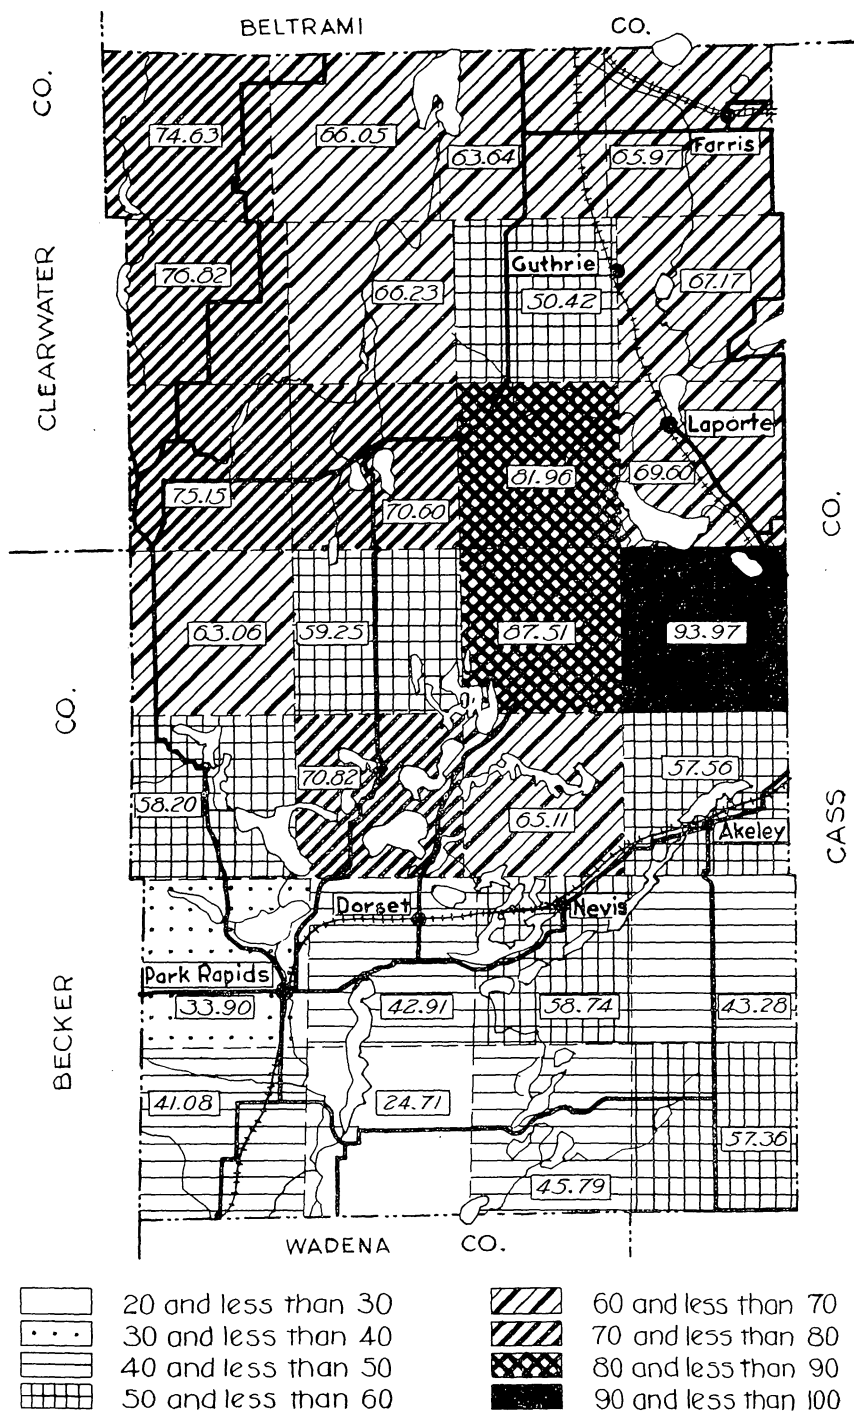 BELTRAMI CO.
CO.
74.63
66.05
63.64
65.97
Farris
CLEARWATER
76.82
66.23
Guthrie
50.42
67.17
Laporte
75.15
70.60
81.96
69.60
CO.
63.06
59.25
87.51
93.97
CO.
58.20
70.82
65.11
57.56
Akeley
CASS
Dorset
Nevis
Park Rapids
33.90
42.91
58.74
43.28
BECKER
41.08
24.71
45.79
57.36
WADENA CO.
20 and less than 30
30 and less than 40
40 and less than 50
50 and less than 60
60 and less than 70
70 and less than 80
80 and less than 90
90 and less than 100